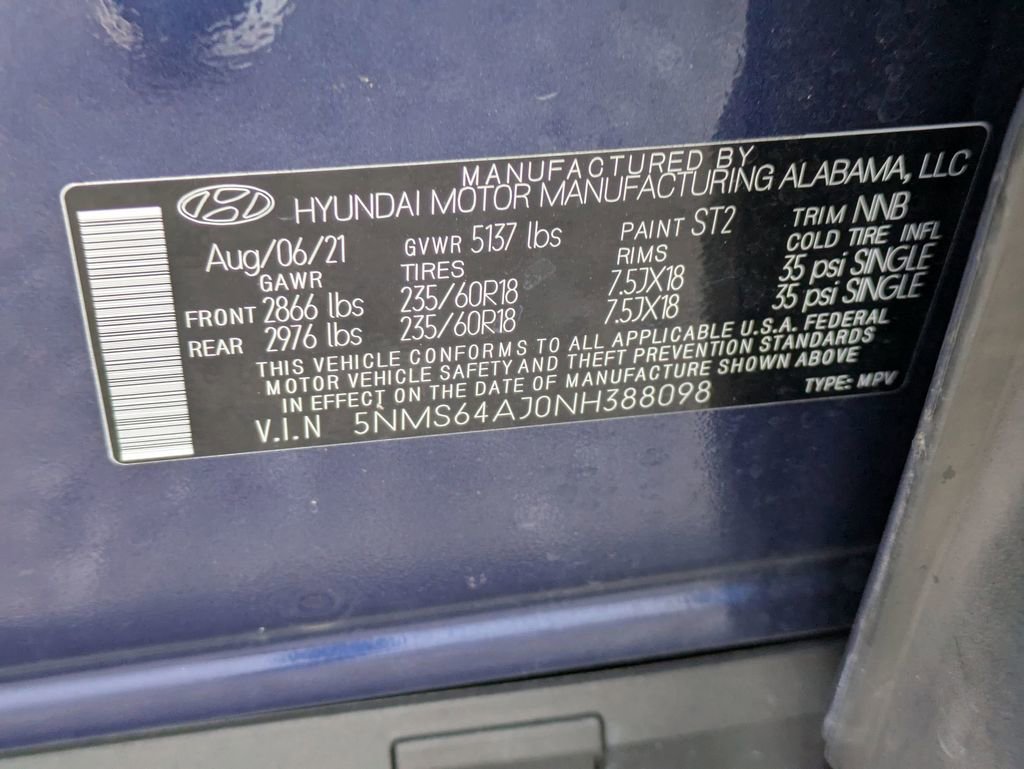 MANUFACTURED BY
HYUNDAI MOTOR MANUFACTURING ALABAMA, LLC
Aug/06/21 GVWR 5137 lbs PAINT ST2 TRIM NNB
GAWR TIRES RIMS COLD TIRE INFL
FRONT 2866 lbs 235/60R18 7.5JX18 35 psi SINGLE
REAR 2976 lbs 235/60R18 7.5JX18 35 psi SINGLE
THIS VEHICLE CONFORMS TO ALL APPLICABLE U.S.A. FEDERAL
MOTOR VEHICLE SAFETY AND THEFT PREVENTION STANDARDS
IN EFFECT ON THE DATE OF MANUFACTURE SHOWN ABOVE
V.I.N 5NMS64AJ0NH388098 TYPE: MPV